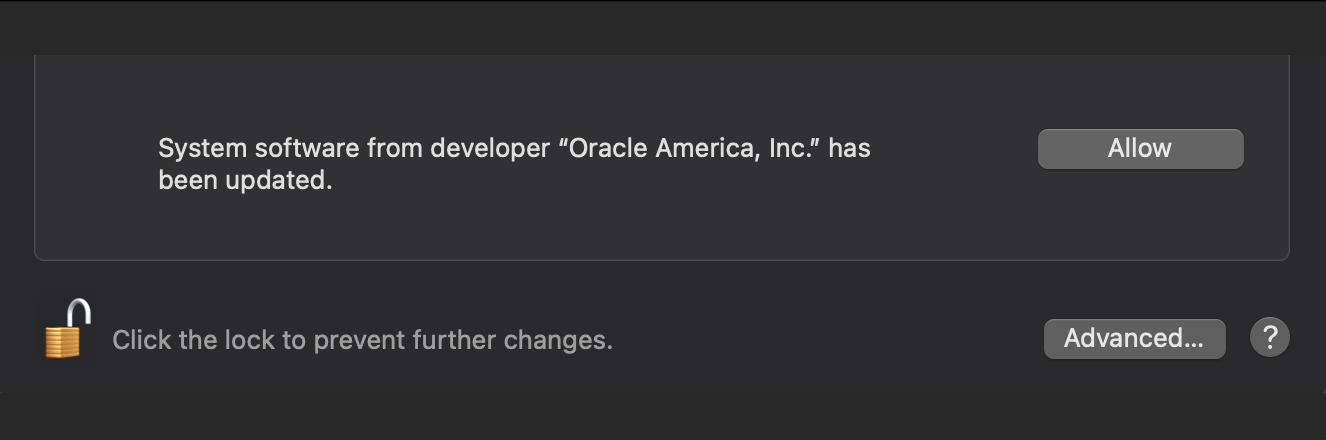 System software from developer “Oracle America, Inc.” has
been updated.
Allow
Click the lock to prevent further changes.
Advanced...
?